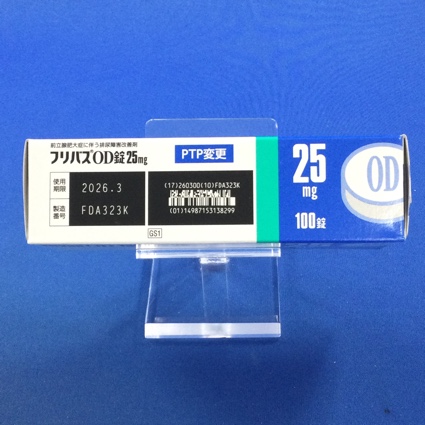 前立腺肥大症に伴う排尿障害改善剤
フリバスOD錠25mg
PTP変更
使用期限 2026.3
製造番号 FDA323K
(17)260300(10)FDA323K
(01)14987153138299
GS1
25mg
100錠
OD